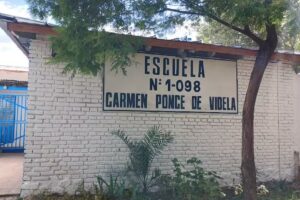 ESCUELA
Nº 1-098
CARMEN PONCE DE VIDELA